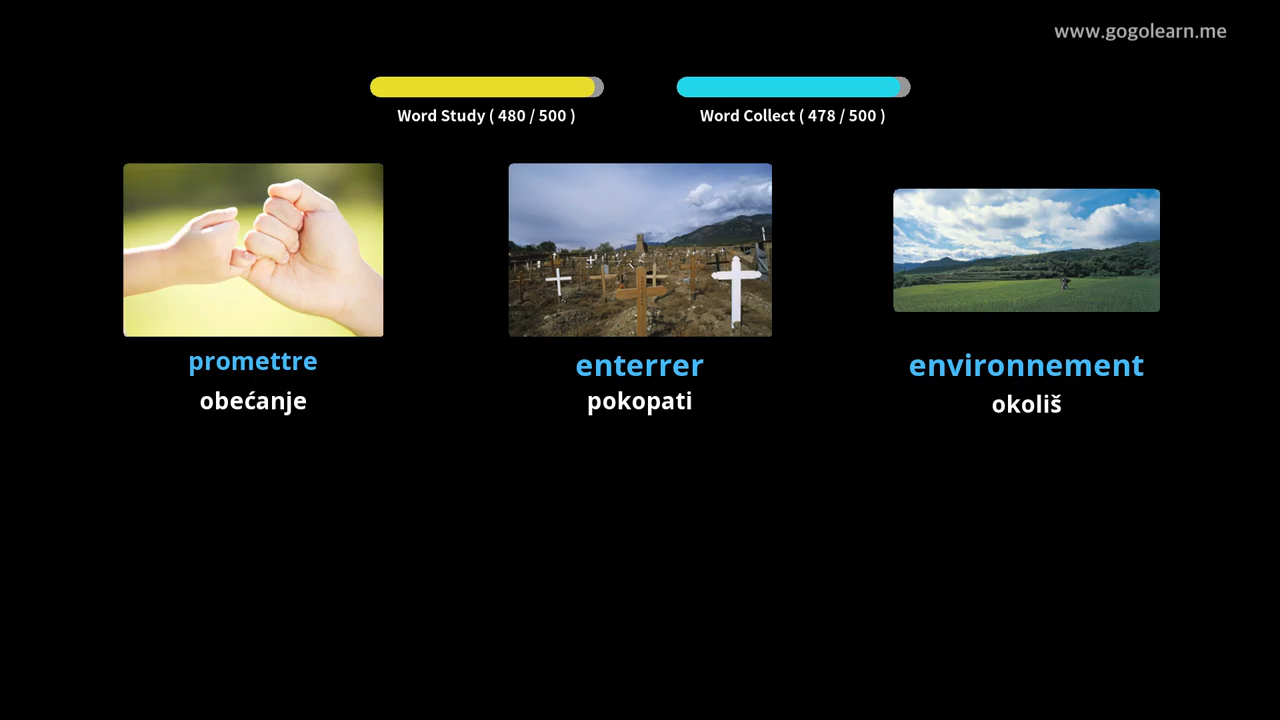 www.gogolearn.me
Word Study ( 480 / 500 )
Word Collect ( 478 / 500 )
promettre
obećanje
enterrer
pokopati
environnement
okoliš